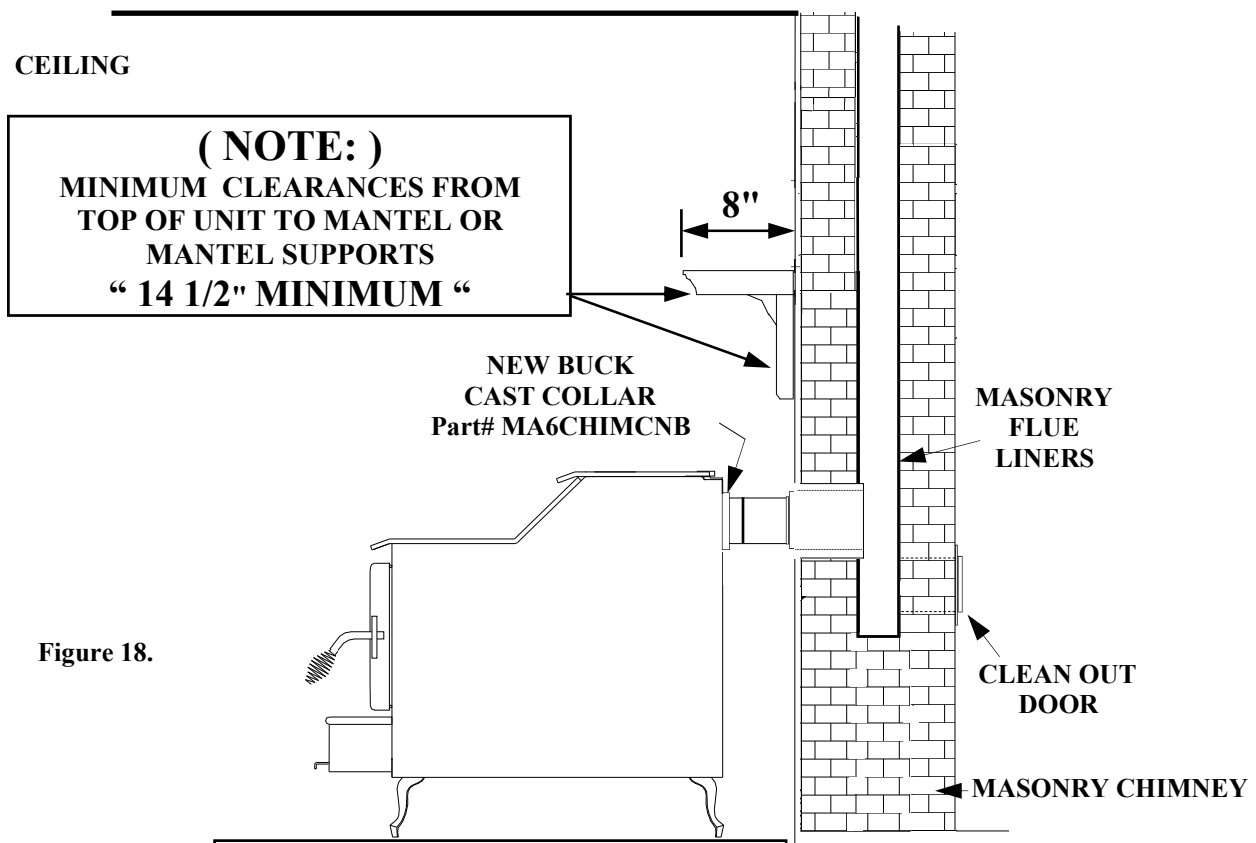 CEILING
( NOTE: )
MINIMUM CLEARANCES FROM
TOP OF UNIT TO MANTEL OR
MANTEL SUPPORTS
“ 14 1/2" MINIMUM “
8"
NEW BUCK
CAST COLLAR
Part# MA6CHIMCNB
MASONRY
FLUE
LINERS
Figure 18.
CLEAN OUT
DOOR
MASONRY CHIMNEY